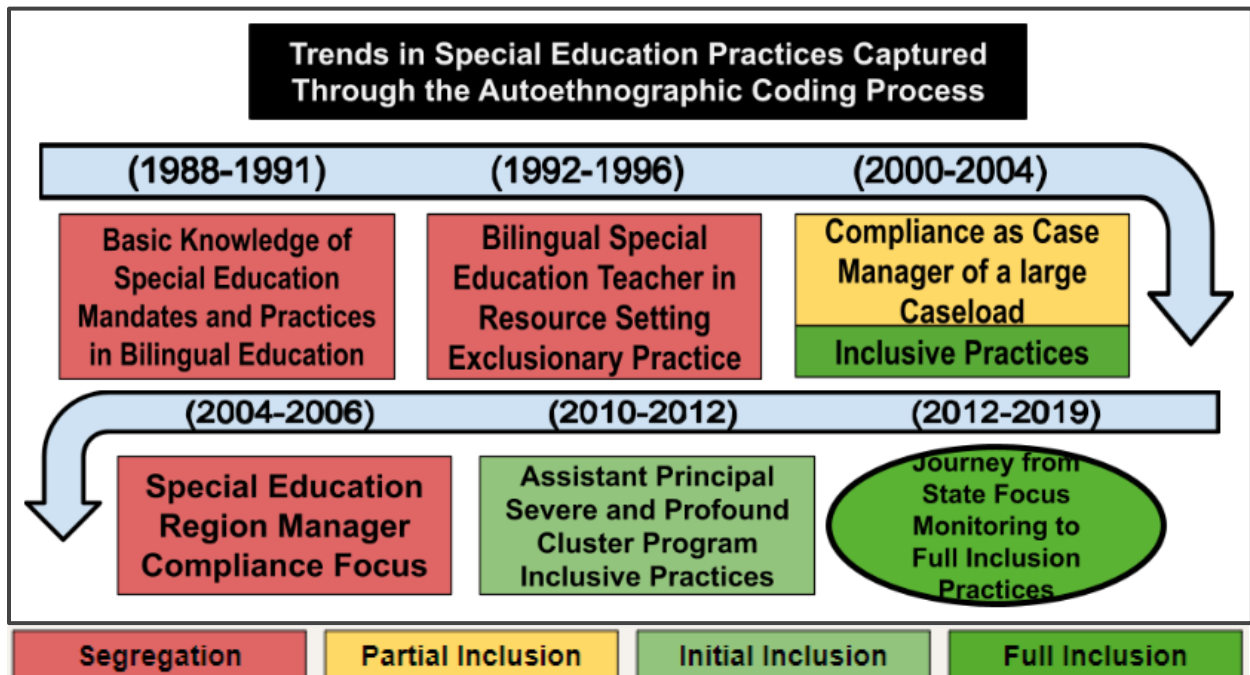 Trends in Special Education Practices Captured
Through the Autoethnographic Coding Process
(1988-1991)
(1992-1996)
(2000-2004)
Basic Knowledge of
Special Education
Mandates and Practices
in Bilingual Education
Bilingual Special
Education Teacher in
Resource Setting
Exclusionary Practice
Compliance as Case
Manager of a large
Caseload
Inclusive Practices
(2004-2006)
(2010-2012)
(2012-2019)
Special Education
Region Manager
Compliance Focus
Assistant Principal
Severe and Profound
Cluster Program
Inclusive Practices
Journey from
State Focus
Monitoring to
Full Inclusion
Practices
Segregation
Partial Inclusion
Initial Inclusion
Full Inclusion